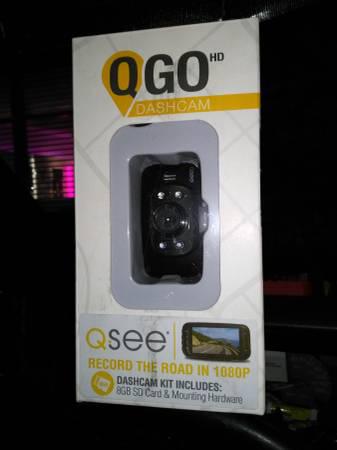 QGO HD
DASHCAM
Qsee
RECORD THE ROAD IN 1080P
DASHCAM KIT INCLUDES:
8GB SD Card & Mounting Hardware